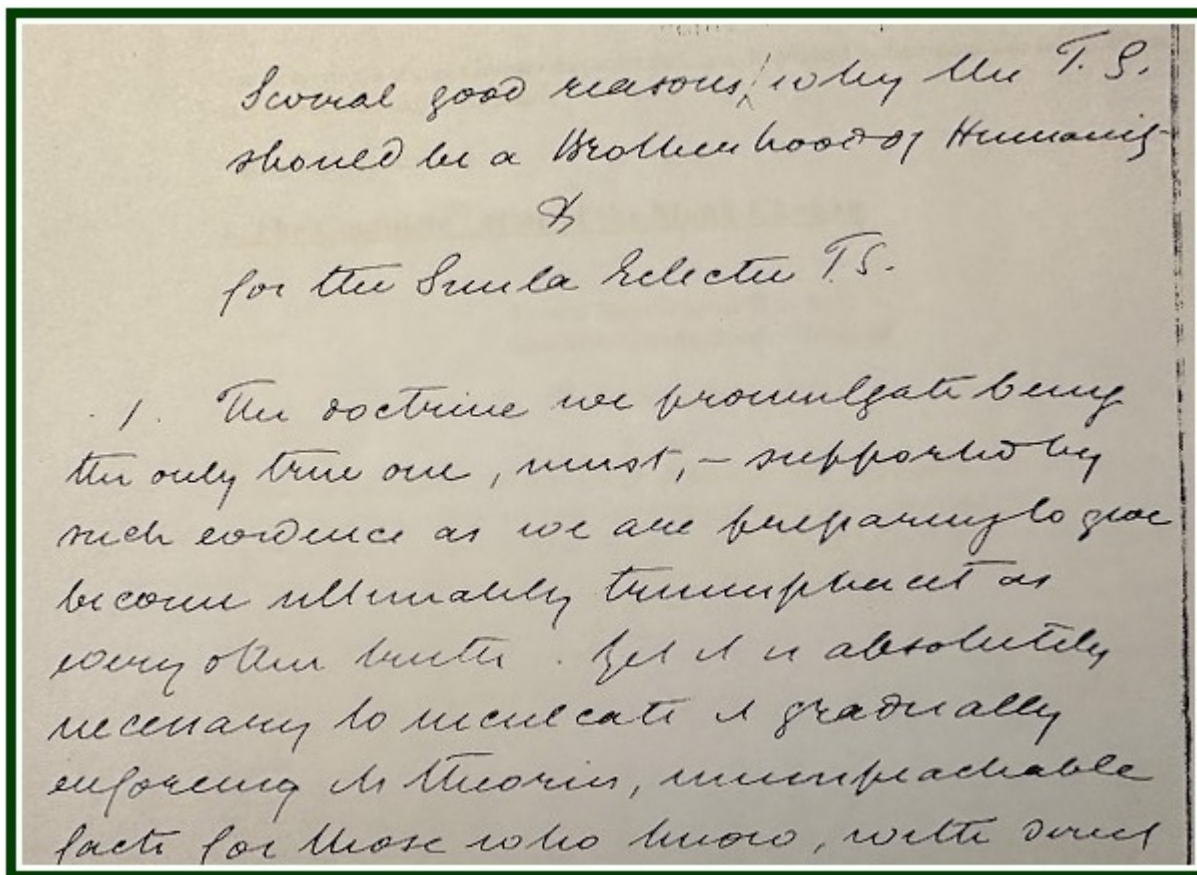 Several good reasons, why the T. S.
should be a Brotherhood of Humanity
&
for the Simla Eclectic T.S.
1. The doctrine we promulgate being
the only true one, must, – supported by
such evidence as we are preparing to give
become ultimately triumphant as
every other truth. Yet it is absolutely
necessary to inculcate it gradually
enforcing its theories, unimpeachable
facts for those who know, with direct